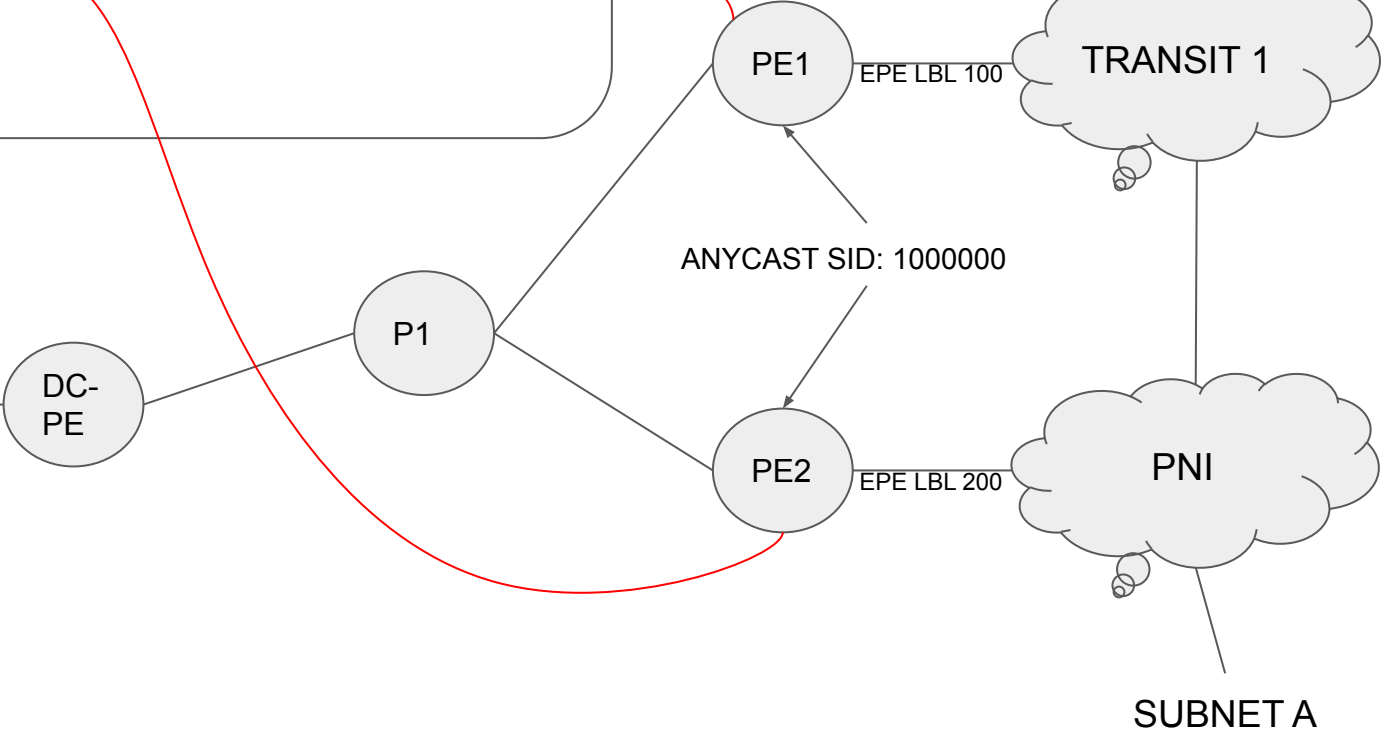 TRANSIT 1
PE1
EPE LBL 100
ANYCAST SID: 1000000
P1
DC-
PE
PE2
EPE LBL 200
PNI
SUBNET A